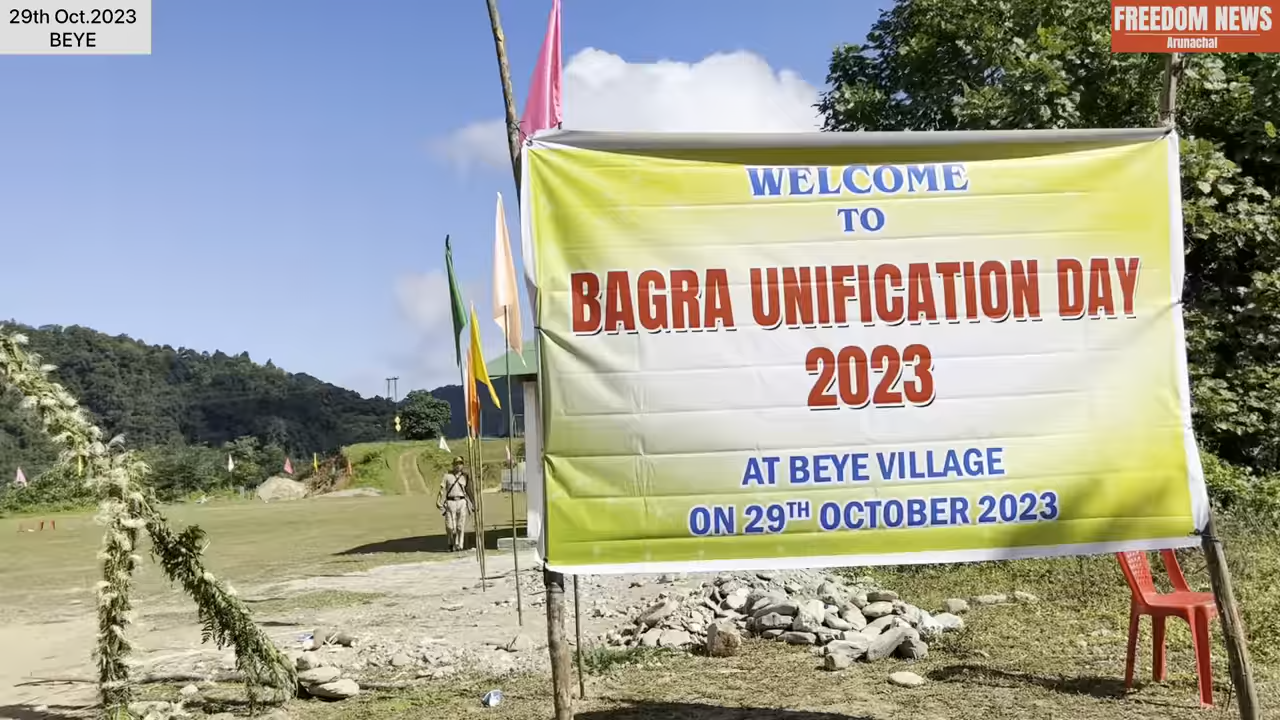 29th Oct.2023
BEYE
FREEDOM NEWS
Arunachal
WELCOME
TO
BAGRA UNIFICATION DAY
2023
AT BEYE VILLAGE
ON 29TH OCTOBER 2023